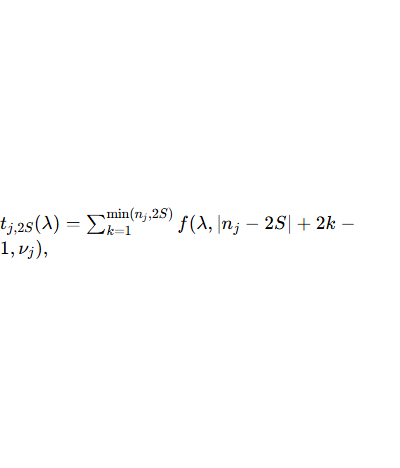 t_{j,2S}(λ) = ∑_{k=1}^{min(n_j,2S)} f(λ, |n_j − 2S| + 2k −
1, ν_j),